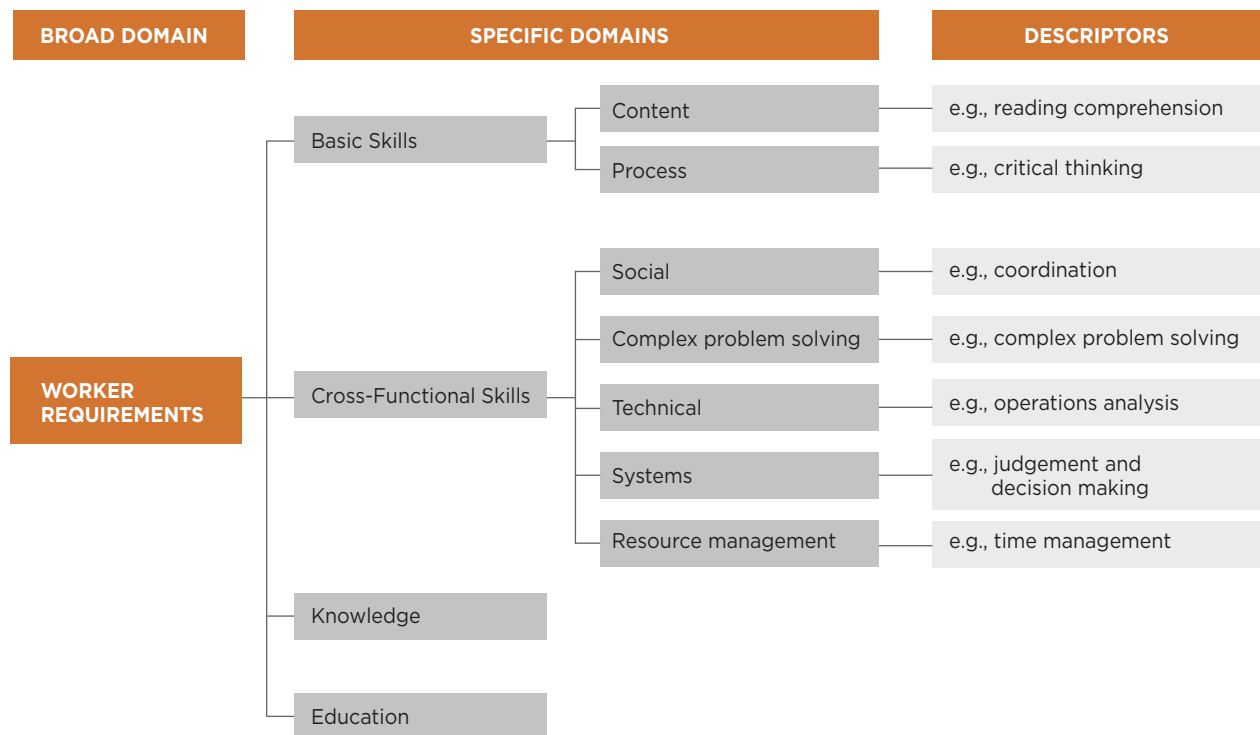 BROAD DOMAIN
SPECIFIC DOMAINS
DESCRIPTORS
WORKER
REQUIREMENTS
Basic Skills
Content
e.g., reading comprehension
Process
e.g., critical thinking
Cross-Functional Skills
Social
e.g., coordination
Complex problem solving
e.g., complex problem solving
Technical
e.g., operations analysis
Systems
e.g., judgement and
decision making
Resource management
e.g., time management
Knowledge
Education